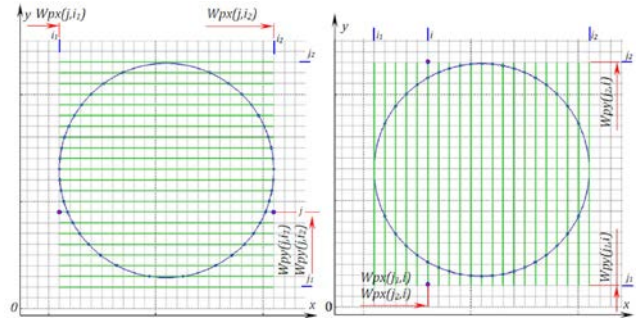 y
Wpx(j,i₁)
Wpx(j,i₂)
i₁
i₂
j₂
j
Wpy(j,i₁)
Wpy(j,i₂)
j₁
0
x
y
i₁
i
i₂
j₂
Wpy(j₂,i)
Wpx(j₁,i)
Wpx(j₂,i)
Wpy(j₁,i)
j₁
0
x